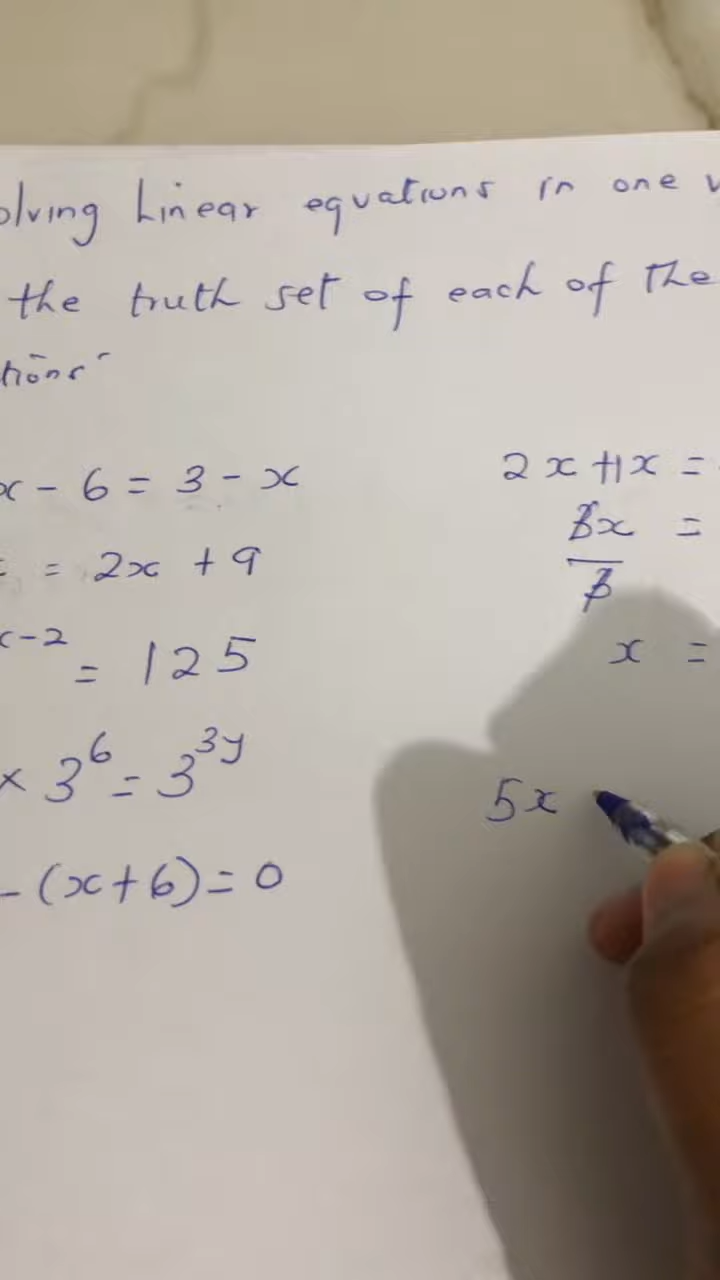 olving Linear equations in one
the truth set of each of the
tions
x - 6 = 3 - x
= 2x + 9
x-2 = 125
× 3^6 = 3^3y
- (x+6) = 0
2x + 1x =
3x =
3
x =
5x